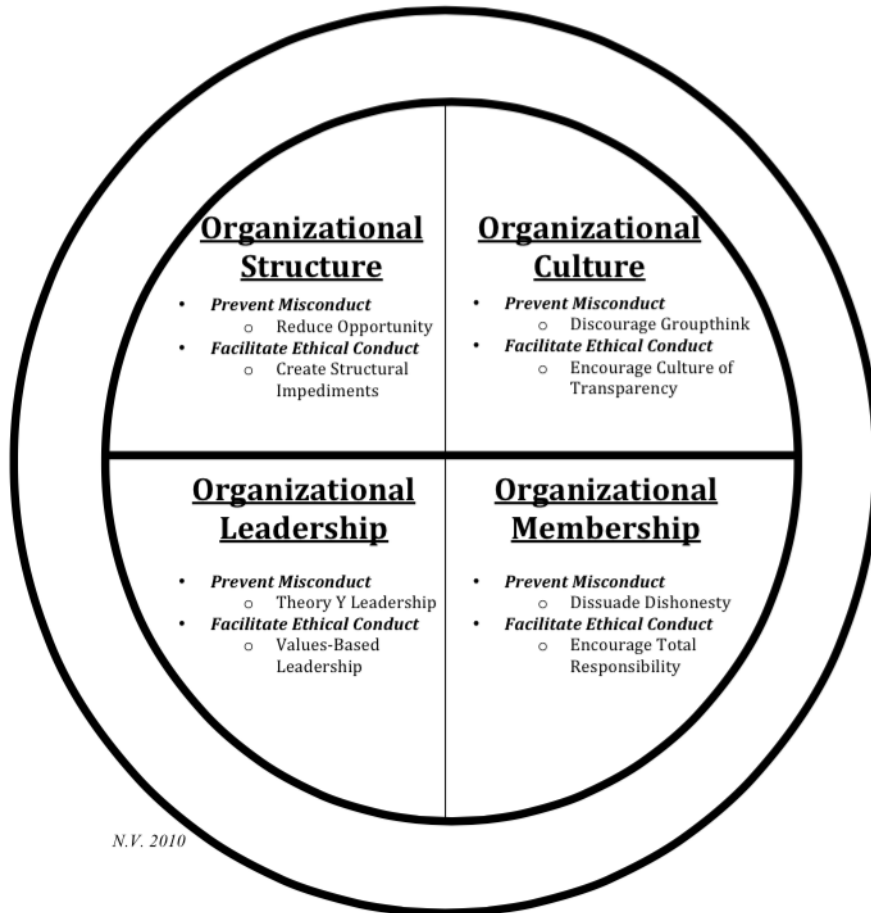 Organizational
Structure
• Prevent Misconduct
o Reduce Opportunity
• Facilitate Ethical Conduct
o Create Structural
Impediments
Organizational
Culture
• Prevent Misconduct
o Discourage Groupthink
• Facilitate Ethical Conduct
o Encourage Culture of
Transparency
Organizational
Leadership
• Prevent Misconduct
o Theory Y Leadership
• Facilitate Ethical Conduct
o Values-Based
Leadership
Organizational
Membership
• Prevent Misconduct
o Dissuade Dishonesty
• Facilitate Ethical Conduct
o Encourage Total
Responsibility
N.V. 2010